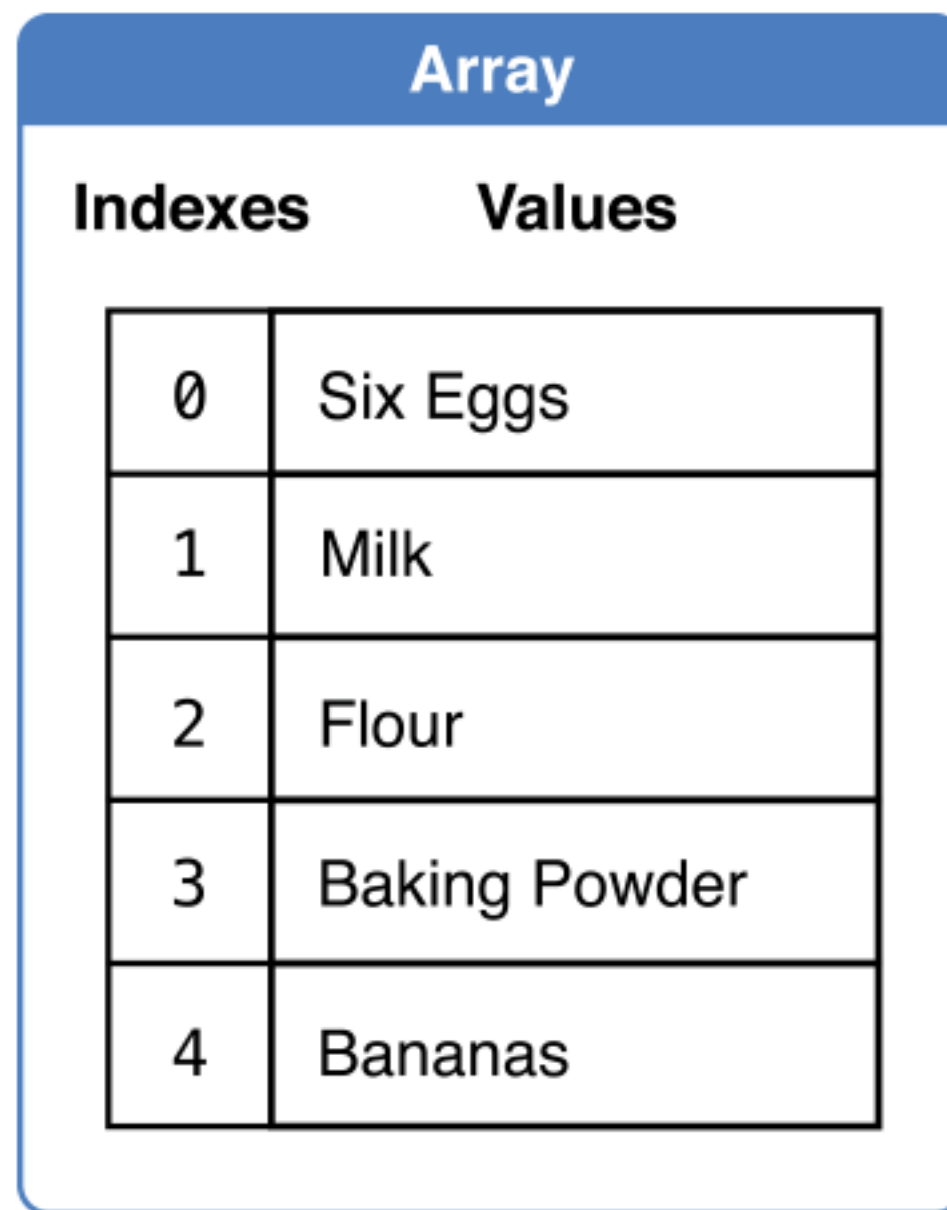 Array
Indexes Values
0 Six Eggs
1 Milk
2 Flour
3 Baking Powder
4 Bananas